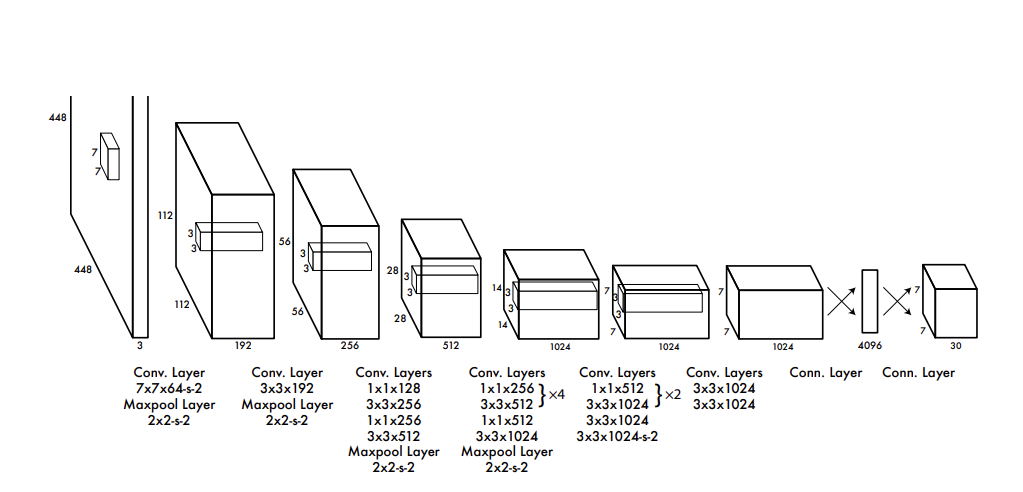 448
7
7
448
3
112
3
3
112
192
56
3
3
56
256
28
3
3
28
512
14
3
3
14
1024
7
3
3
7
1024
7
7
1024
4096
7
7
30
Conv. Layer
7x7x64-s-2
Maxpool Layer
2x2-s-2
Conv. Layer
3x3x192
Maxpool Layer
2x2-s-2
Conv. Layers
1x1x128
3x3x256
1x1x256
3x3x512
Maxpool Layer
2x2-s-2
Conv. Layers
1x1x256
3x3x512
} ×4
1x1x512
3x3x1024
Maxpool Layer
2x2-s-2
Conv. Layers
1x1x512
3x3x1024
} ×2
3x3x1024
3x3x1024-s-2
Conv. Layers
3x3x1024
3x3x1024
Conn. Layer
Conn. Layer